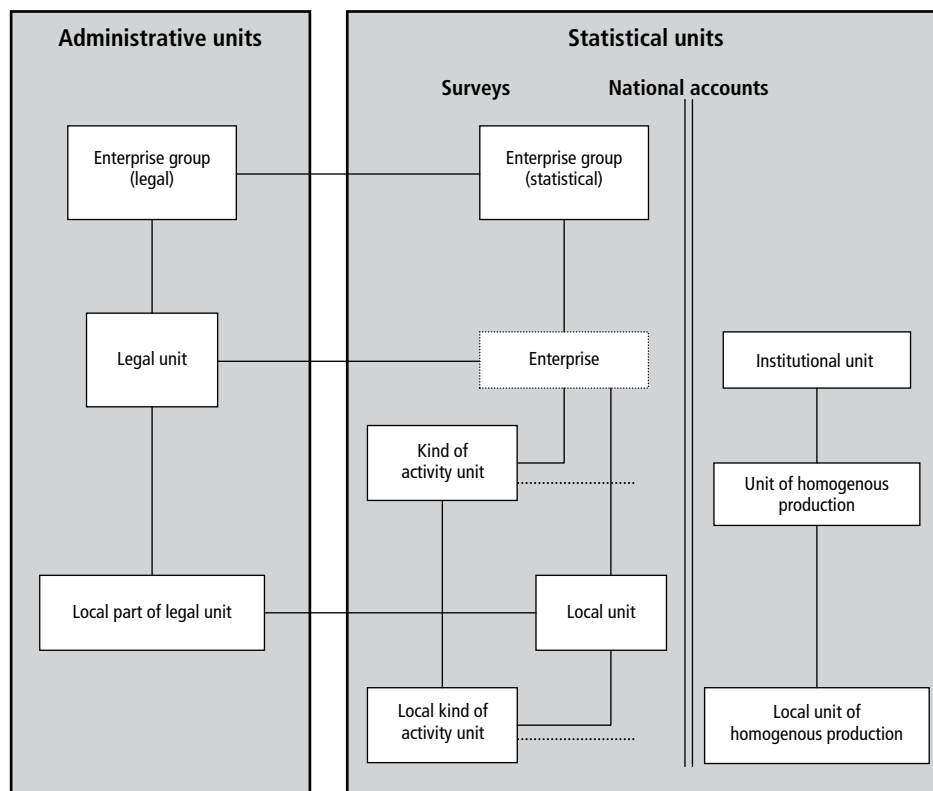 Administrative units
Enterprise group
(legal)
Legal unit
Local part of legal unit
Statistical units
Surveys
National accounts
Enterprise group
(statistical)
Enterprise
Kind of
activity unit
Local unit
Local kind of
activity unit
Institutional unit
Unit of homogenous
production
Local unit of
homogenous production